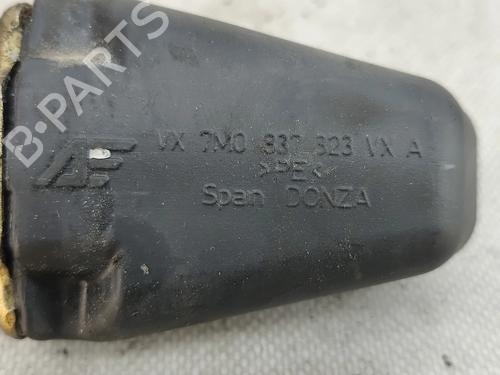 B-PARTS
VX 7M0 837 323 VX A
>PE<
Spain DONZA